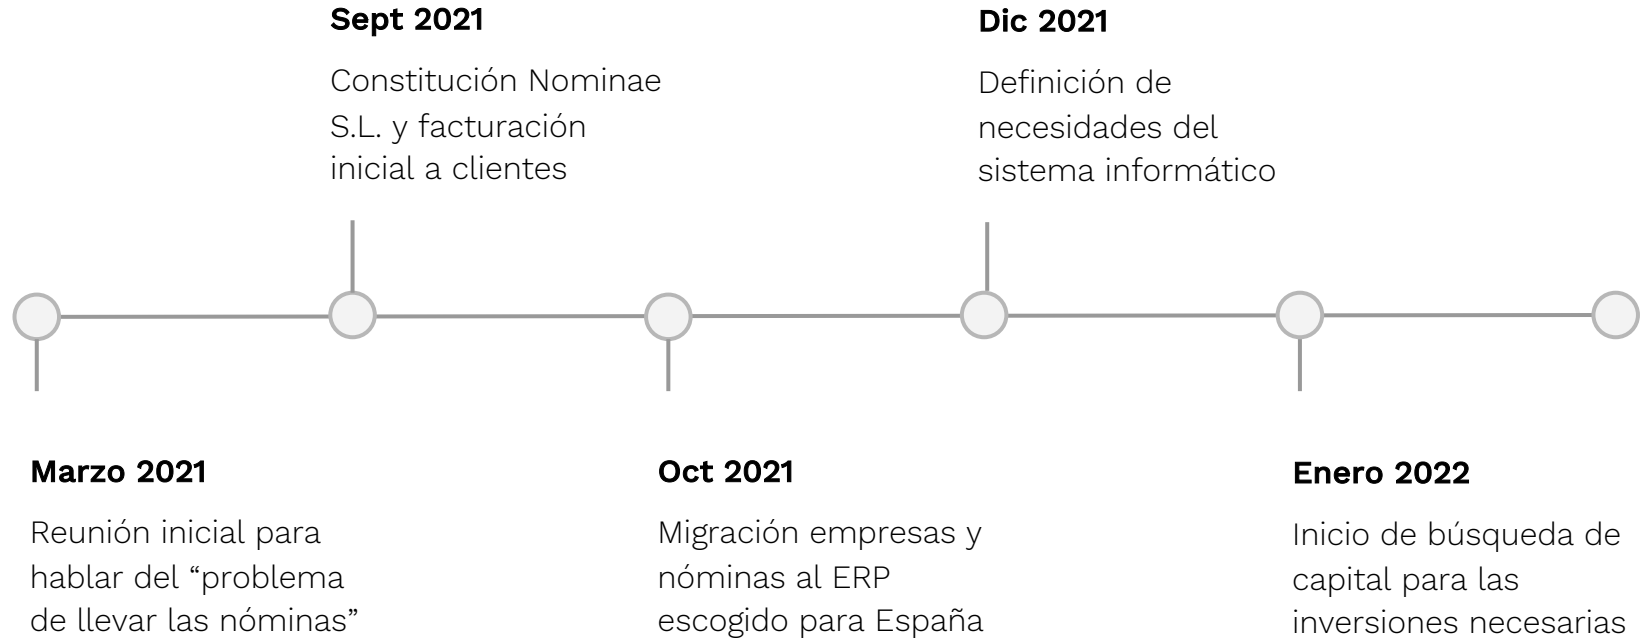 Sept 2021
Constitución Nominae
S.L. y facturación
inicial a clientes
Dic 2021
Definición de
necesidades del
sistema informático
Marzo 2021
Reunión inicial para
hablar del “problema
de llevar las nóminas”
Oct 2021
Migración empresas y
nóminas al ERP
escogido para España
Enero 2022
Inicio de búsqueda de
capital para las
inversiones necesarias